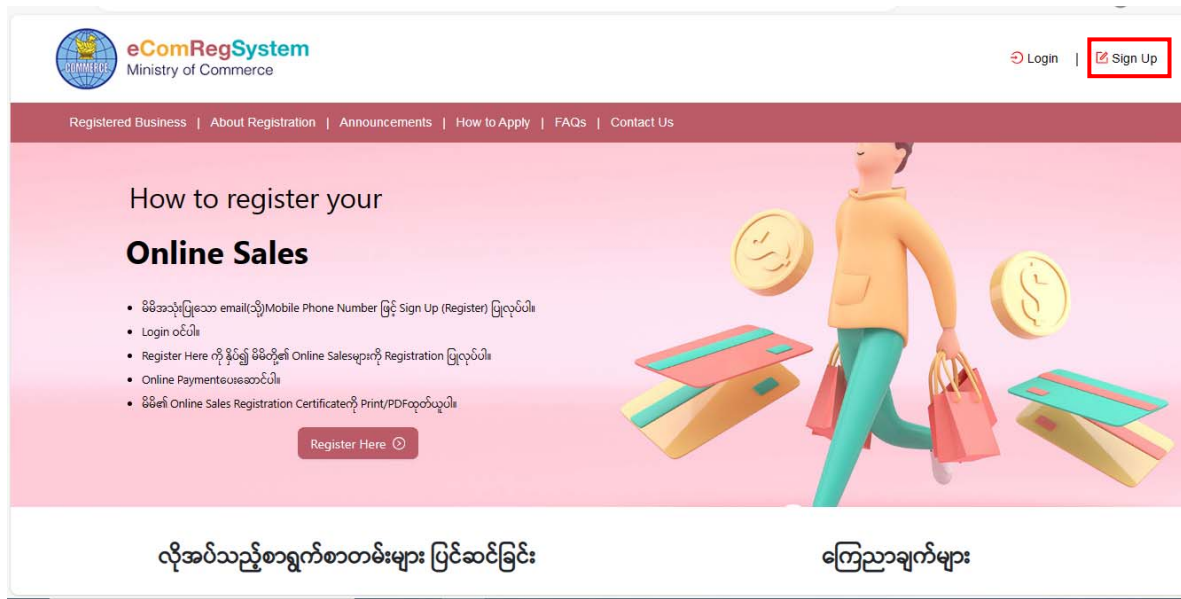 eComRegSystem
Ministry of Commerce
COMMERCE
Login | Sign Up
Registered Business | About Registration | Announcements | How to Apply | FAQs | Contact Us
How to register your
Online Sales
• မိမိအသုံးပြုသော email(သို့)Mobile Phone Number ဖြင့် Sign Up (Register) ပြုလုပ်ပါ။
• Login ဝင်ပါ။
• Register Here ကို နှိပ်၍ မိမိတို့၏ Online Salesများကို Registration ပြုလုပ်ပါ။
• Online Paymentပေးဆောင်ပါ။
• မိမိ၏ Online Sales Registration Certificateကို Print/PDFထုတ်ယူပါ။
Register Here
လိုအပ်သည့်စာရွက်စာတမ်းများ ပြင်ဆင်ခြင်း
ကြေညာချက်များ